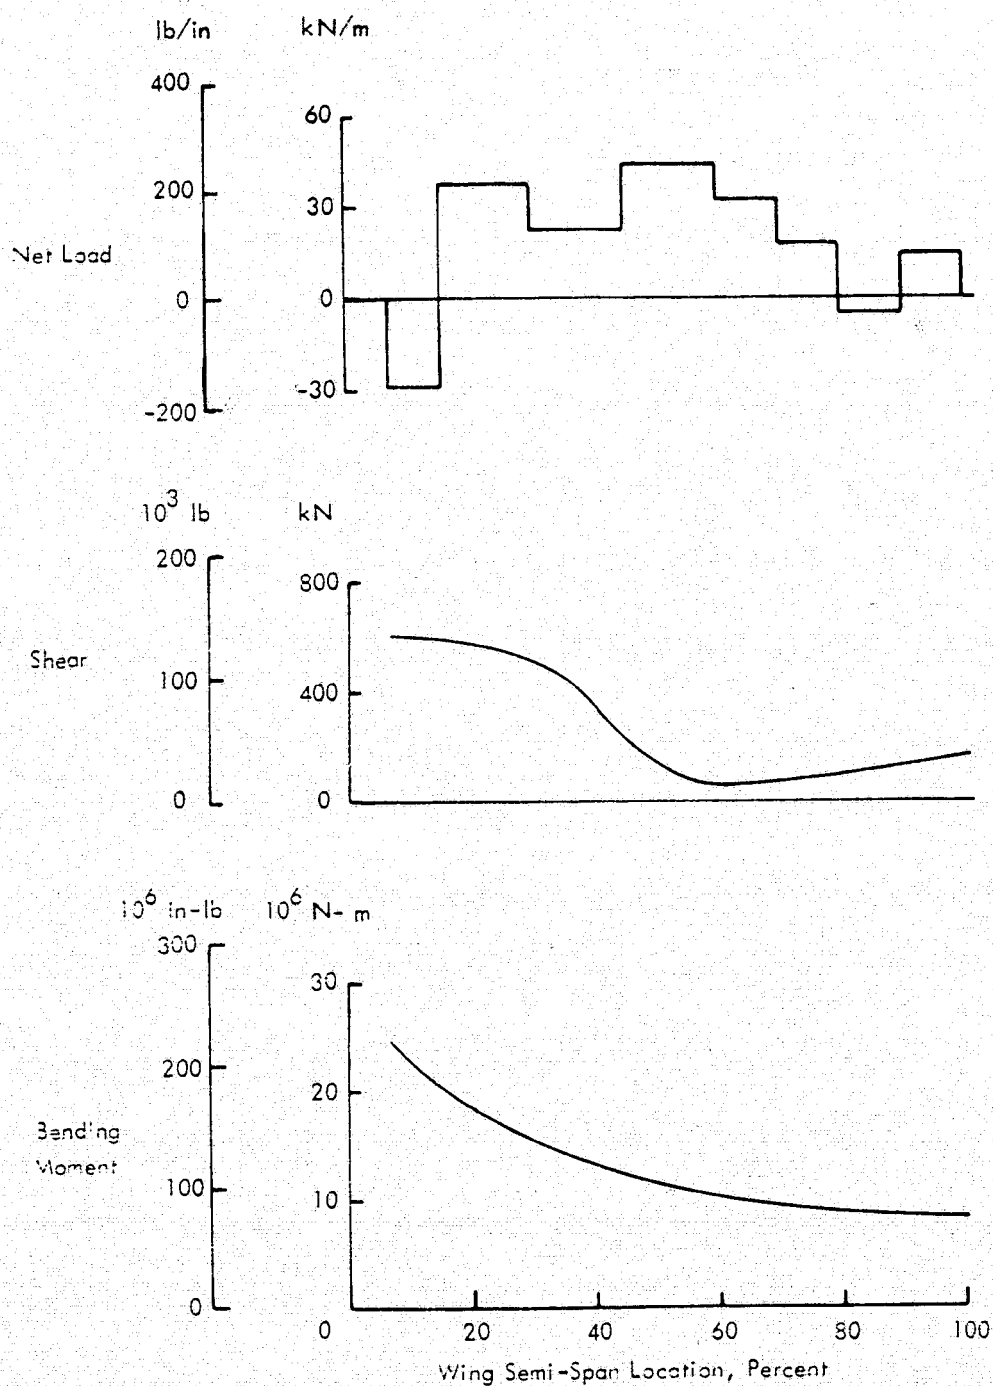 lb/in kN/m
400
60
200
30
Net Load
0 0
-30
-200
10³ lb kN
200
800
Shear
100
400
0 0
10⁶ in-lb 10⁶ N-m
300
30
200
20
Bending
Moment
100
10
0
0 20 40 60 80 100
Wing Semi-Span Location, Percent